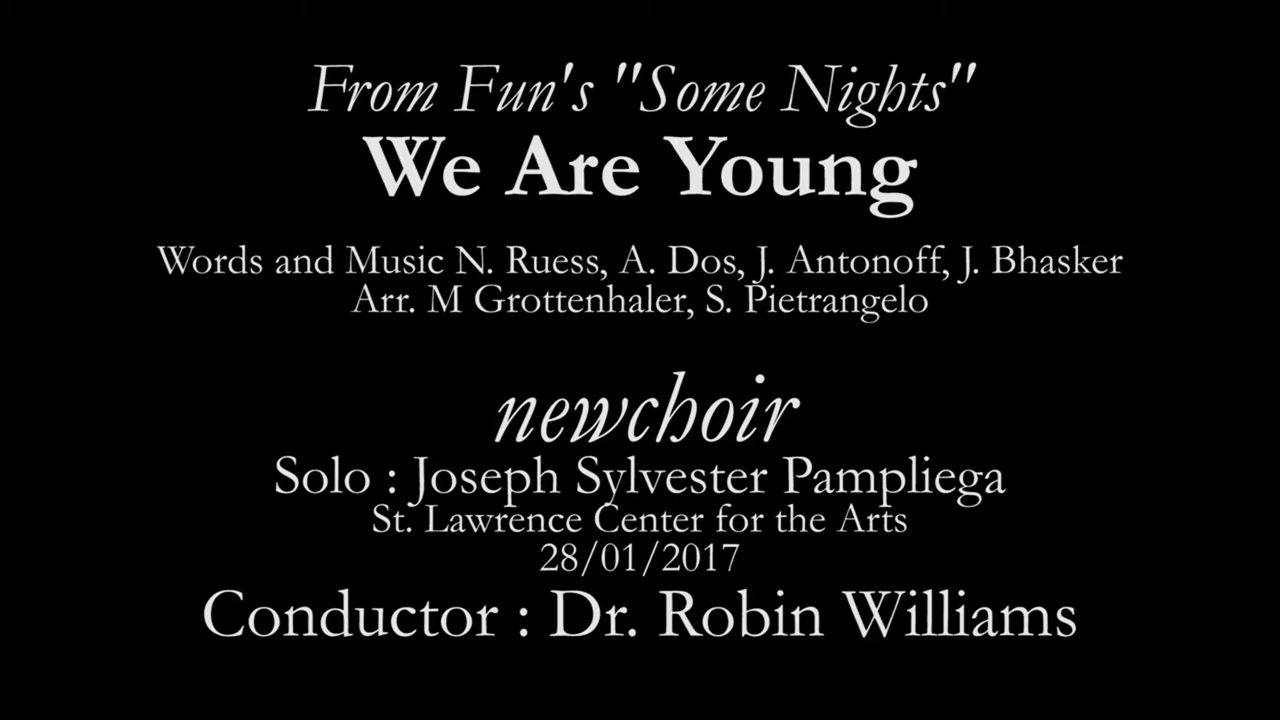 From Fun's "Some Nights"
We Are Young
Words and Music N. Ruess, A. Dos, J. Antonoff, J. Bhasker
Arr. M Grottenhaler, S. Pietrangelo
newchoir
Solo : Joseph Sylvester Pampliega
St. Lawrence Center for the Arts
28/01/2017
Conductor : Dr. Robin Williams